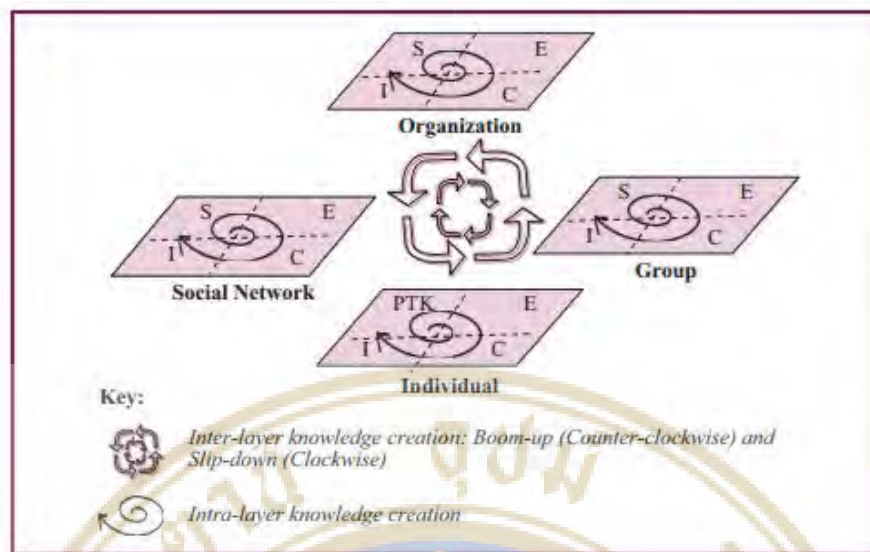 S E
I C
Organization
S E
I C
Social Network
S E
I C
Group
PTK E
I C
Individual
Key:
Inter-layer knowledge creation: Boom-up (Counter-clockwise) and
Slip-down (Clockwise)
Intra-layer knowledge creation